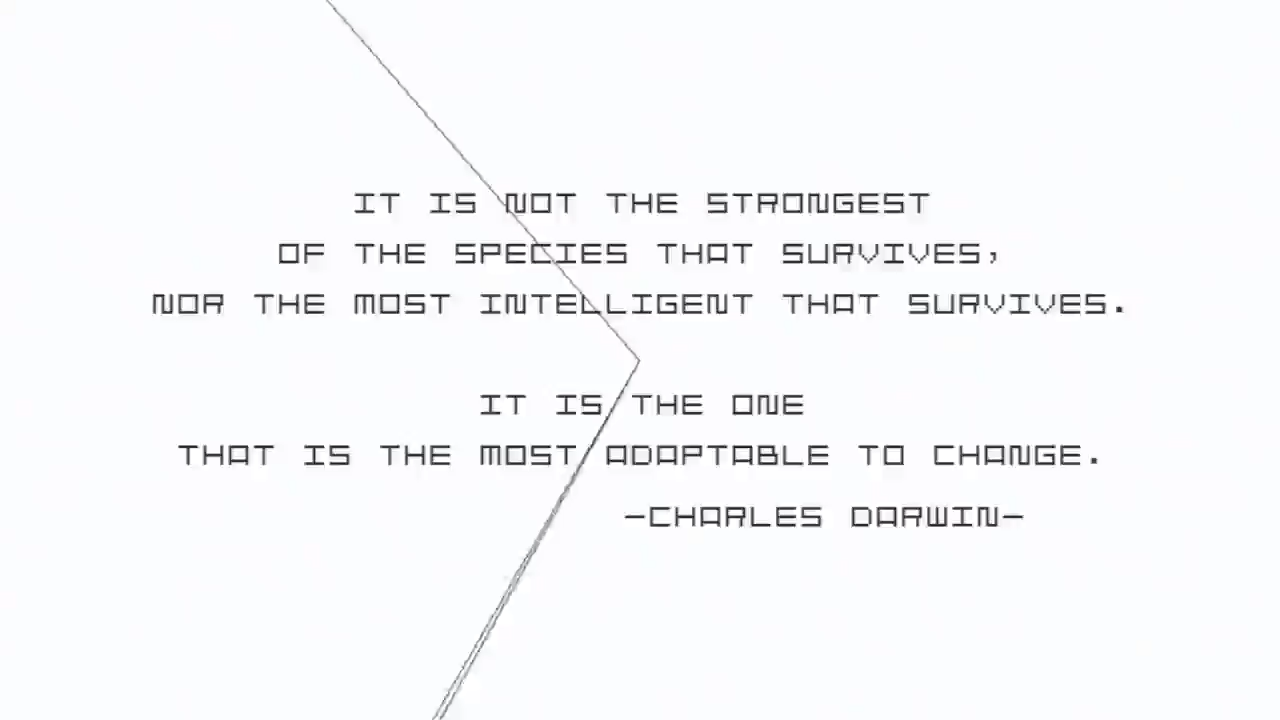 IT IS NOT THE STRONGEST
OF THE SPECIES THAT SURVIVES,
NOR THE MOST INTELLIGENT THAT SURVIVES.
IT IS THE ONE
THAT IS THE MOST ADAPTABLE TO CHANGE.
-CHARLES DARWIN-